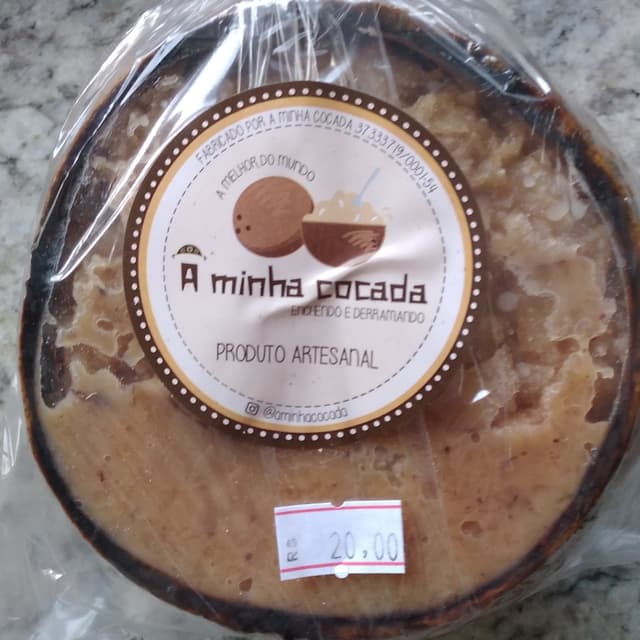 FABRICADO POR A MINHA COCADA 37.333.719/0001-54
A MELHOR DO MUNDO
A minha cocada
ENCHENDO E DERRAMANDO
PRODUTO ARTESANAL
@aminhacocada
R$ 20,00